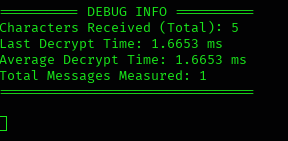 ========== DEBUG INFO ==========
Characters Received (Total): 5
Last Decrypt Time: 1.6653 ms
Average Decrypt Time: 1.6653 ms
Total Messages Measured: 1
================================